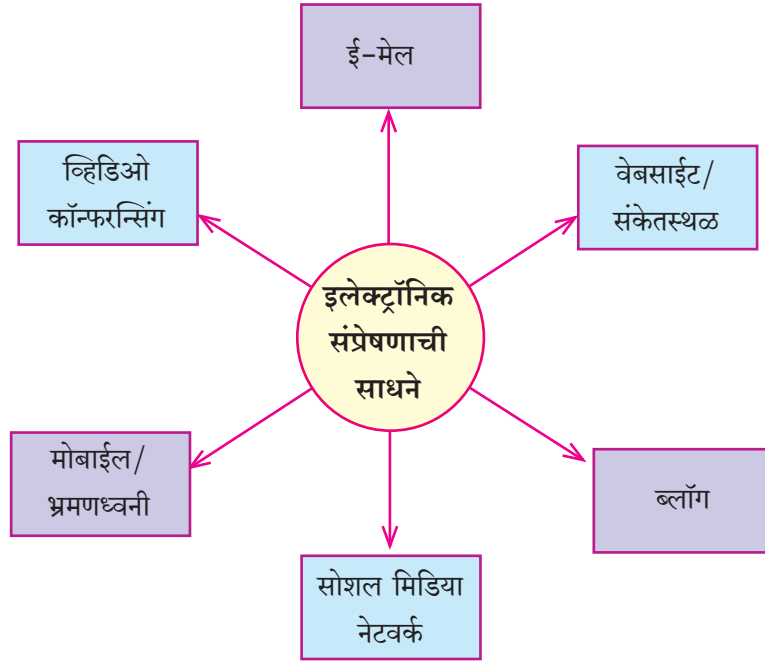 ई-मेल
व्हिडिओ
कॉन्फरन्सिंग
वेबसाईट/
संकेतस्थळ
इलेक्ट्रॉनिक
संप्रेषणाची
साधने
मोबाईल/
भ्रमणध्वनी
ब्लॉग
सोशल मिडिया
नेटवर्क